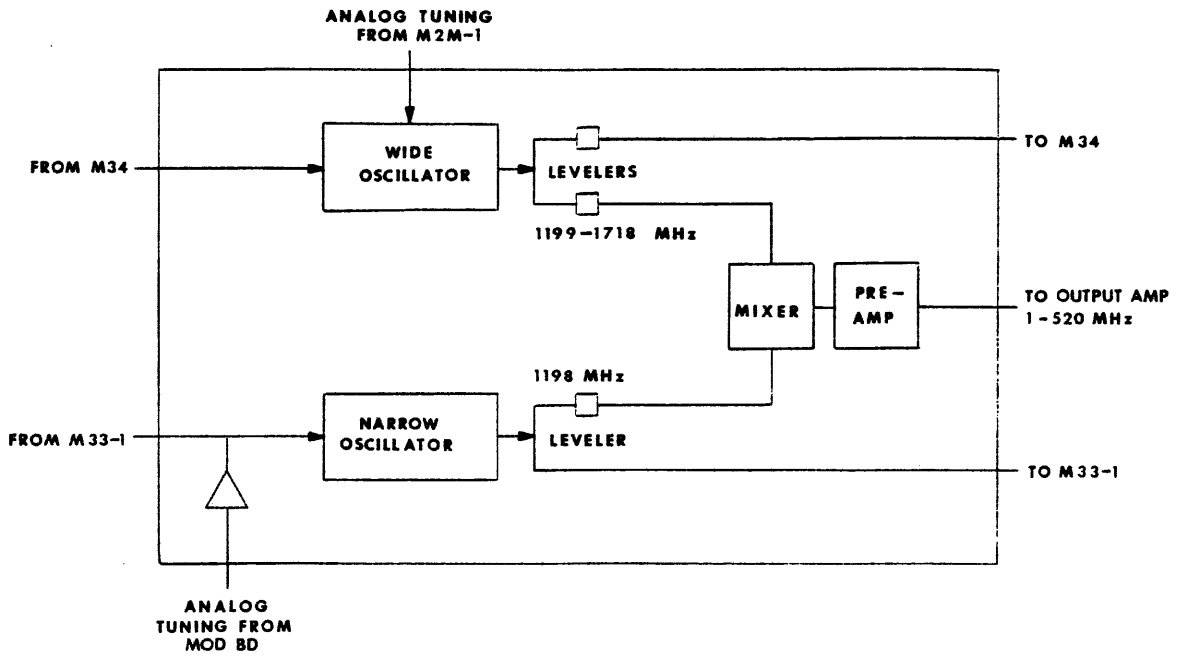 ANALOG TUNING
FROM M2M-1
WIDE
OSCILLATOR
FROM M34
LEVELERS
TO M34
1199-1718 MHz
MIXER
PRE-
AMP
TO OUTPUT AMP
1-520 MHz
1198 MHz
NARROW
OSCILLATOR
FROM M33-1
LEVELER
TO M33-1
ANALOG
TUNING FROM
MOD BD